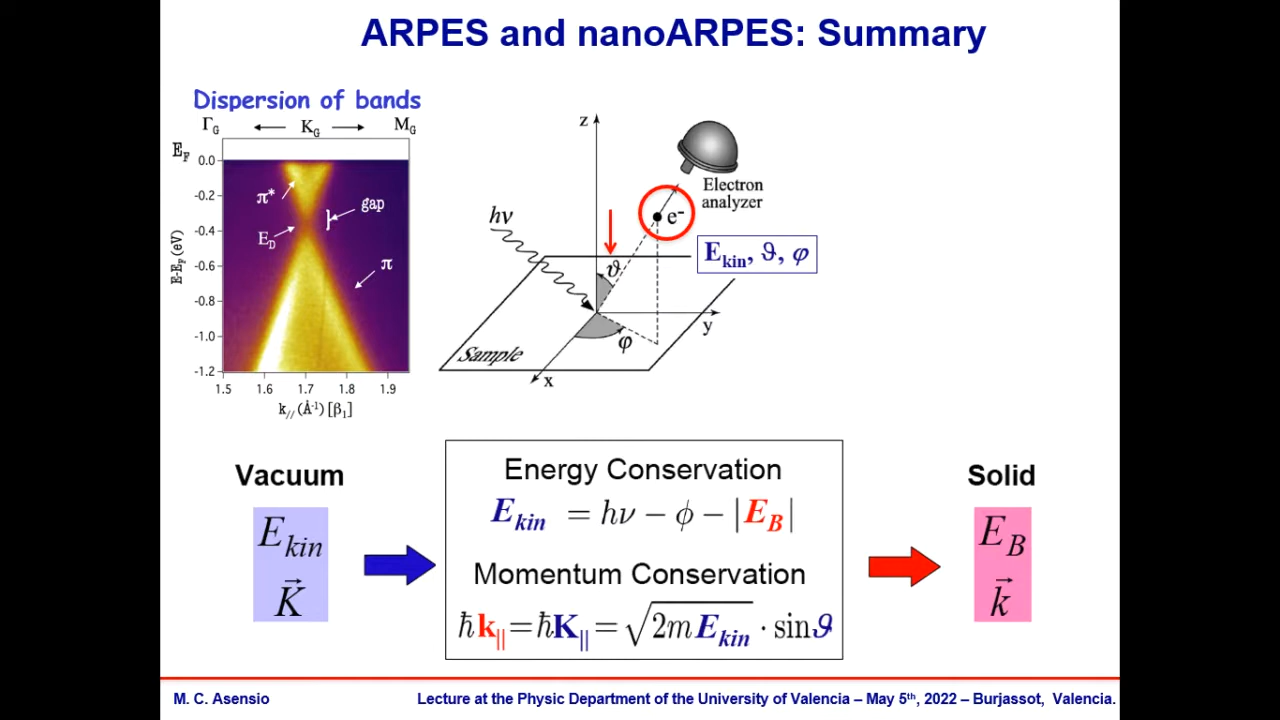 ARPES and nanoARPES: Summary
Dispersion of bands
Γ_G ← K_G → M_G
E_F
0.0
-0.2
-0.4
-0.6
-0.8
-1.0
-1.2
E-E_F (eV)
π*
gap
E_D
π
1.5 1.6 1.7 1.8 1.9
k_// (Å⁻¹) [β₁]
z
Electron
analyzer
hν
e⁻
E_kin, ϑ, φ
ϑ
y
φ
Sample
x
Vacuum
E_kin
K⃗
Energy Conservation
E_kin = hν − ϕ − |E_B|
Momentum Conservation
ħk_|| = ħK_|| = √(2mE_kin) · sinϑ
Solid
E_B
k⃗
M. C. Asensio
Lecture at the Physic Department of the University of Valencia – May 5th, 2022 – Burjassot, Valencia.